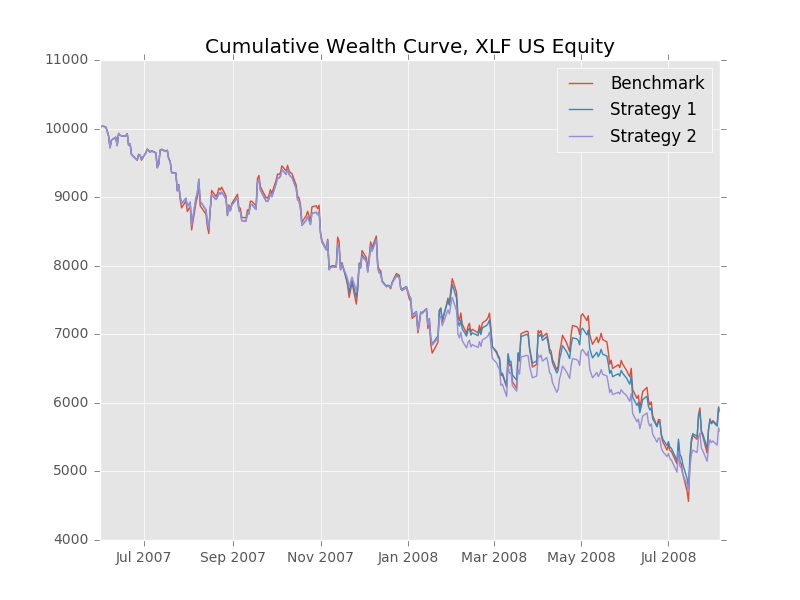 Cumulative Wealth Curve, XLF US Equity
11000
10000
9000
8000
7000
6000
5000
4000
Benchmark
Strategy 1
Strategy 2
Jul 2007 Sep 2007 Nov 2007 Jan 2008 Mar 2008 May 2008 Jul 2008